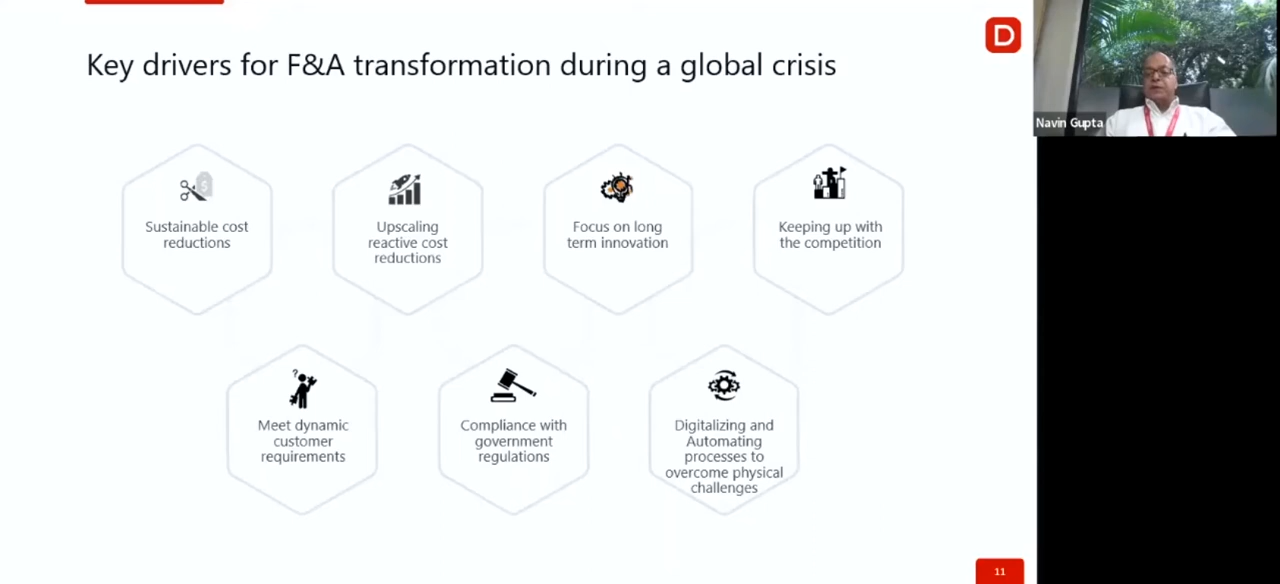 D
Key drivers for F&A transformation during a global crisis
Navin Gupta
$
Sustainable cost
reductions
Upscaling
reactive cost
reductions
Focus on long
term innovation
Keeping up with
the competition
?
Meet dynamic
customer
requirements
Compliance with
government
regulations
Digitalizing and
Automating
processes to
overcome physical
challenges
11